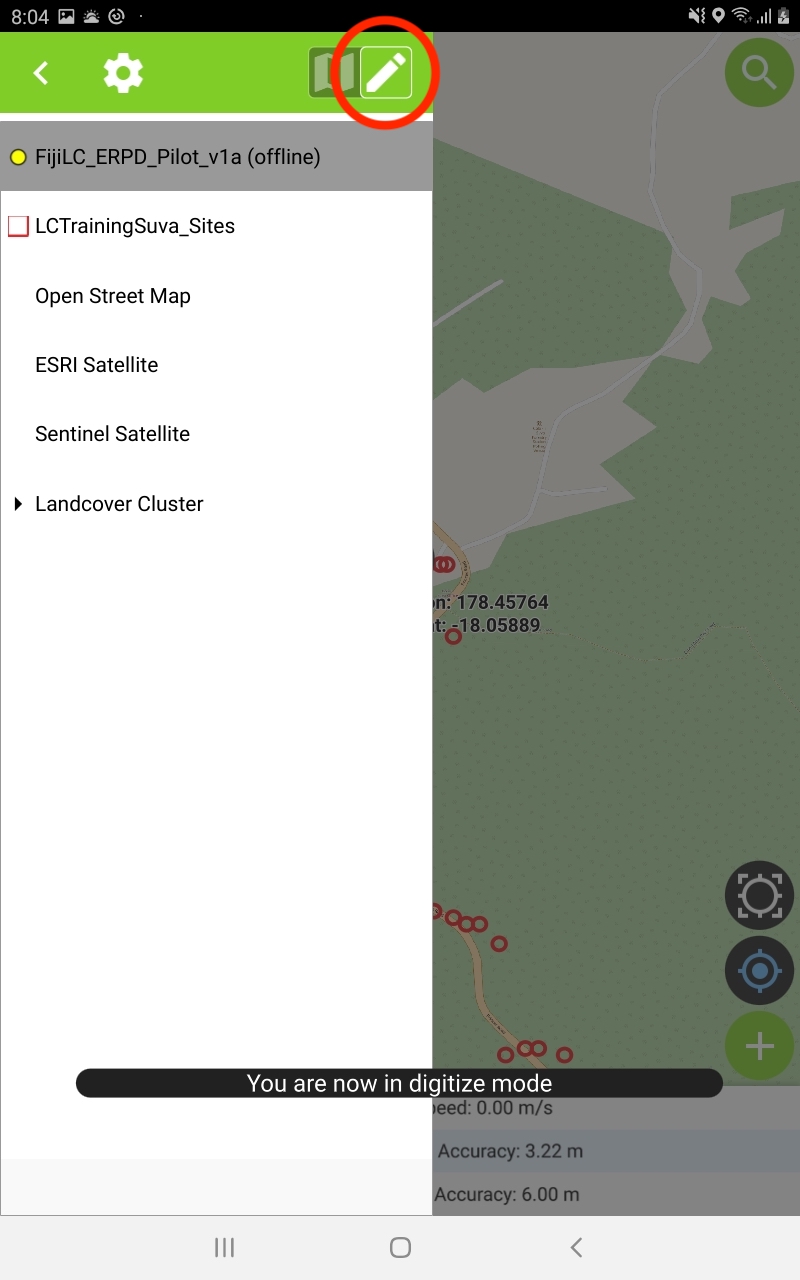 8:04
FijiLC_ERPD_Pilot_v1a (offline)
LCTrainingSuva_Sites
Open Street Map
ESRI Satellite
Sentinel Satellite
Landcover Cluster
on: 178.45764
t: -18.05889
You are now in digitize mode
peed: 0.00 m/s
Accuracy: 3.22 m
Accuracy: 6.00 m